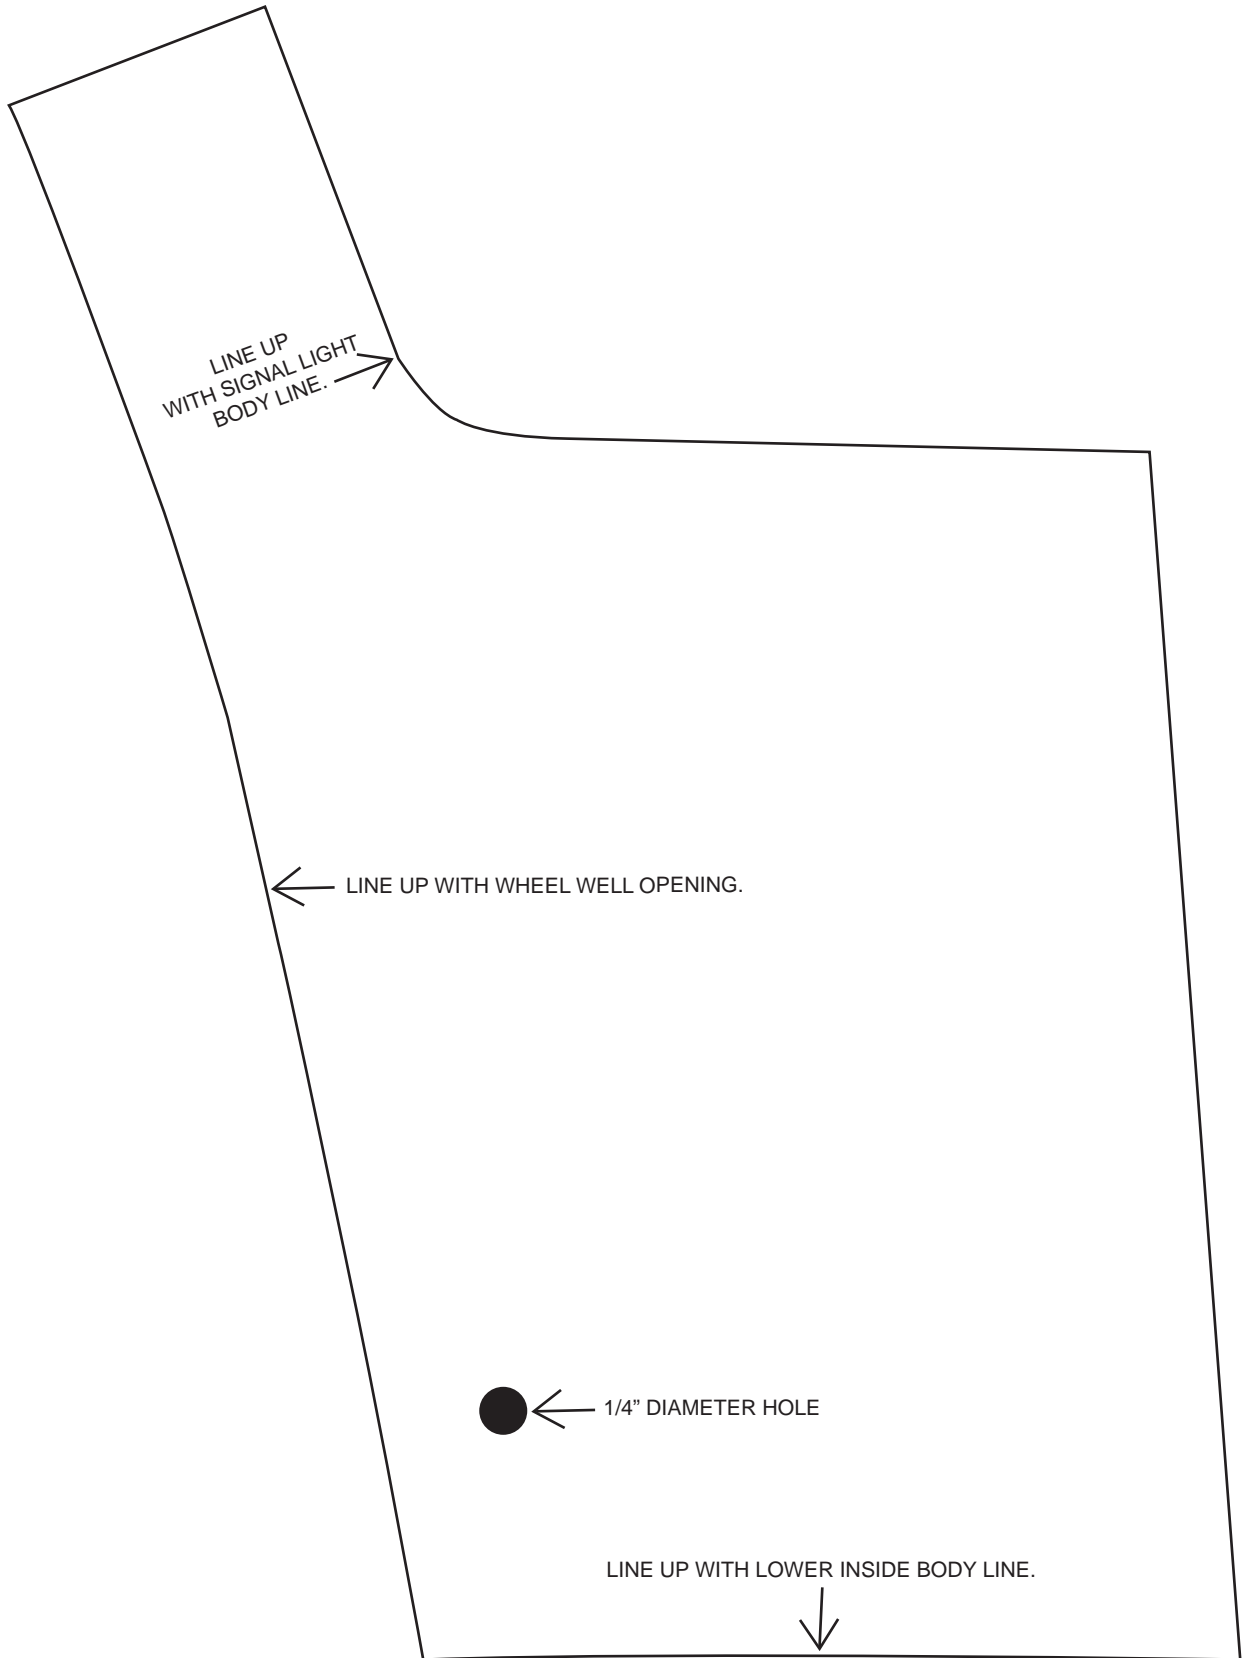 LINE UP
WITH SIGNAL LIGHT
BODY LINE.
LINE UP WITH WHEEL WELL OPENING.
1/4” DIAMETER HOLE
LINE UP WITH LOWER INSIDE BODY LINE.